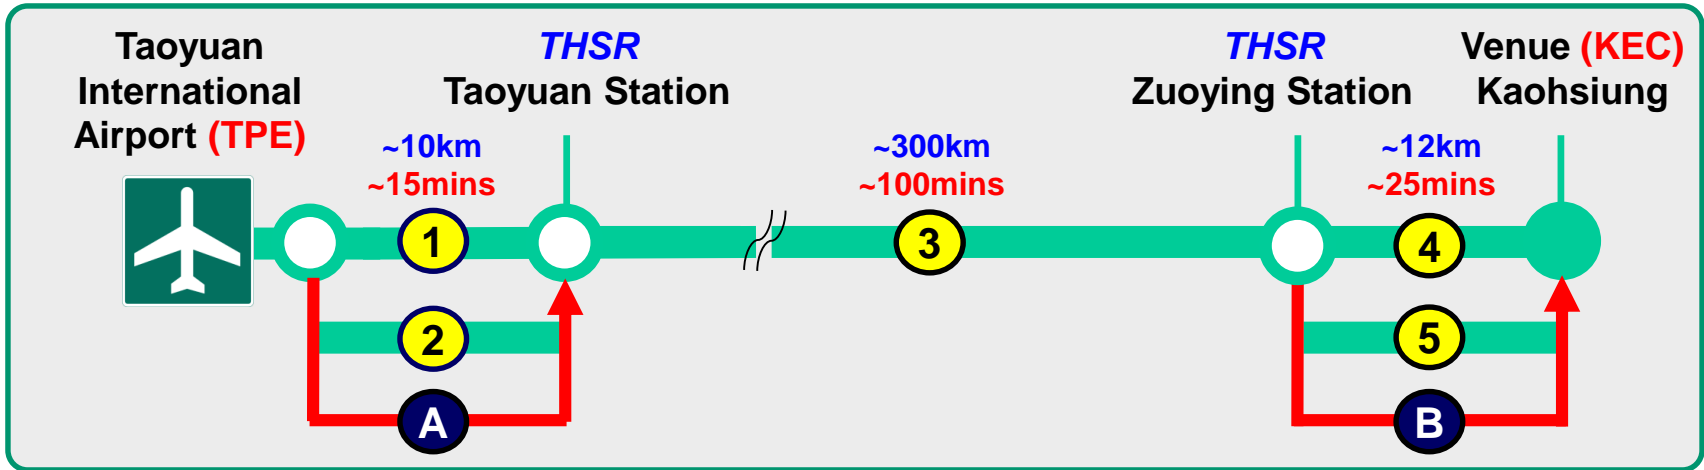 Taoyuan
International
Airport (TPE)
THSR
Taoyuan Station
THSR
Zuoying Station
Venue (KEC)
Kaohsiung
~10km
~15mins
~300km
~100mins
~12km
~25mins
1
3
4
2
5
A
B